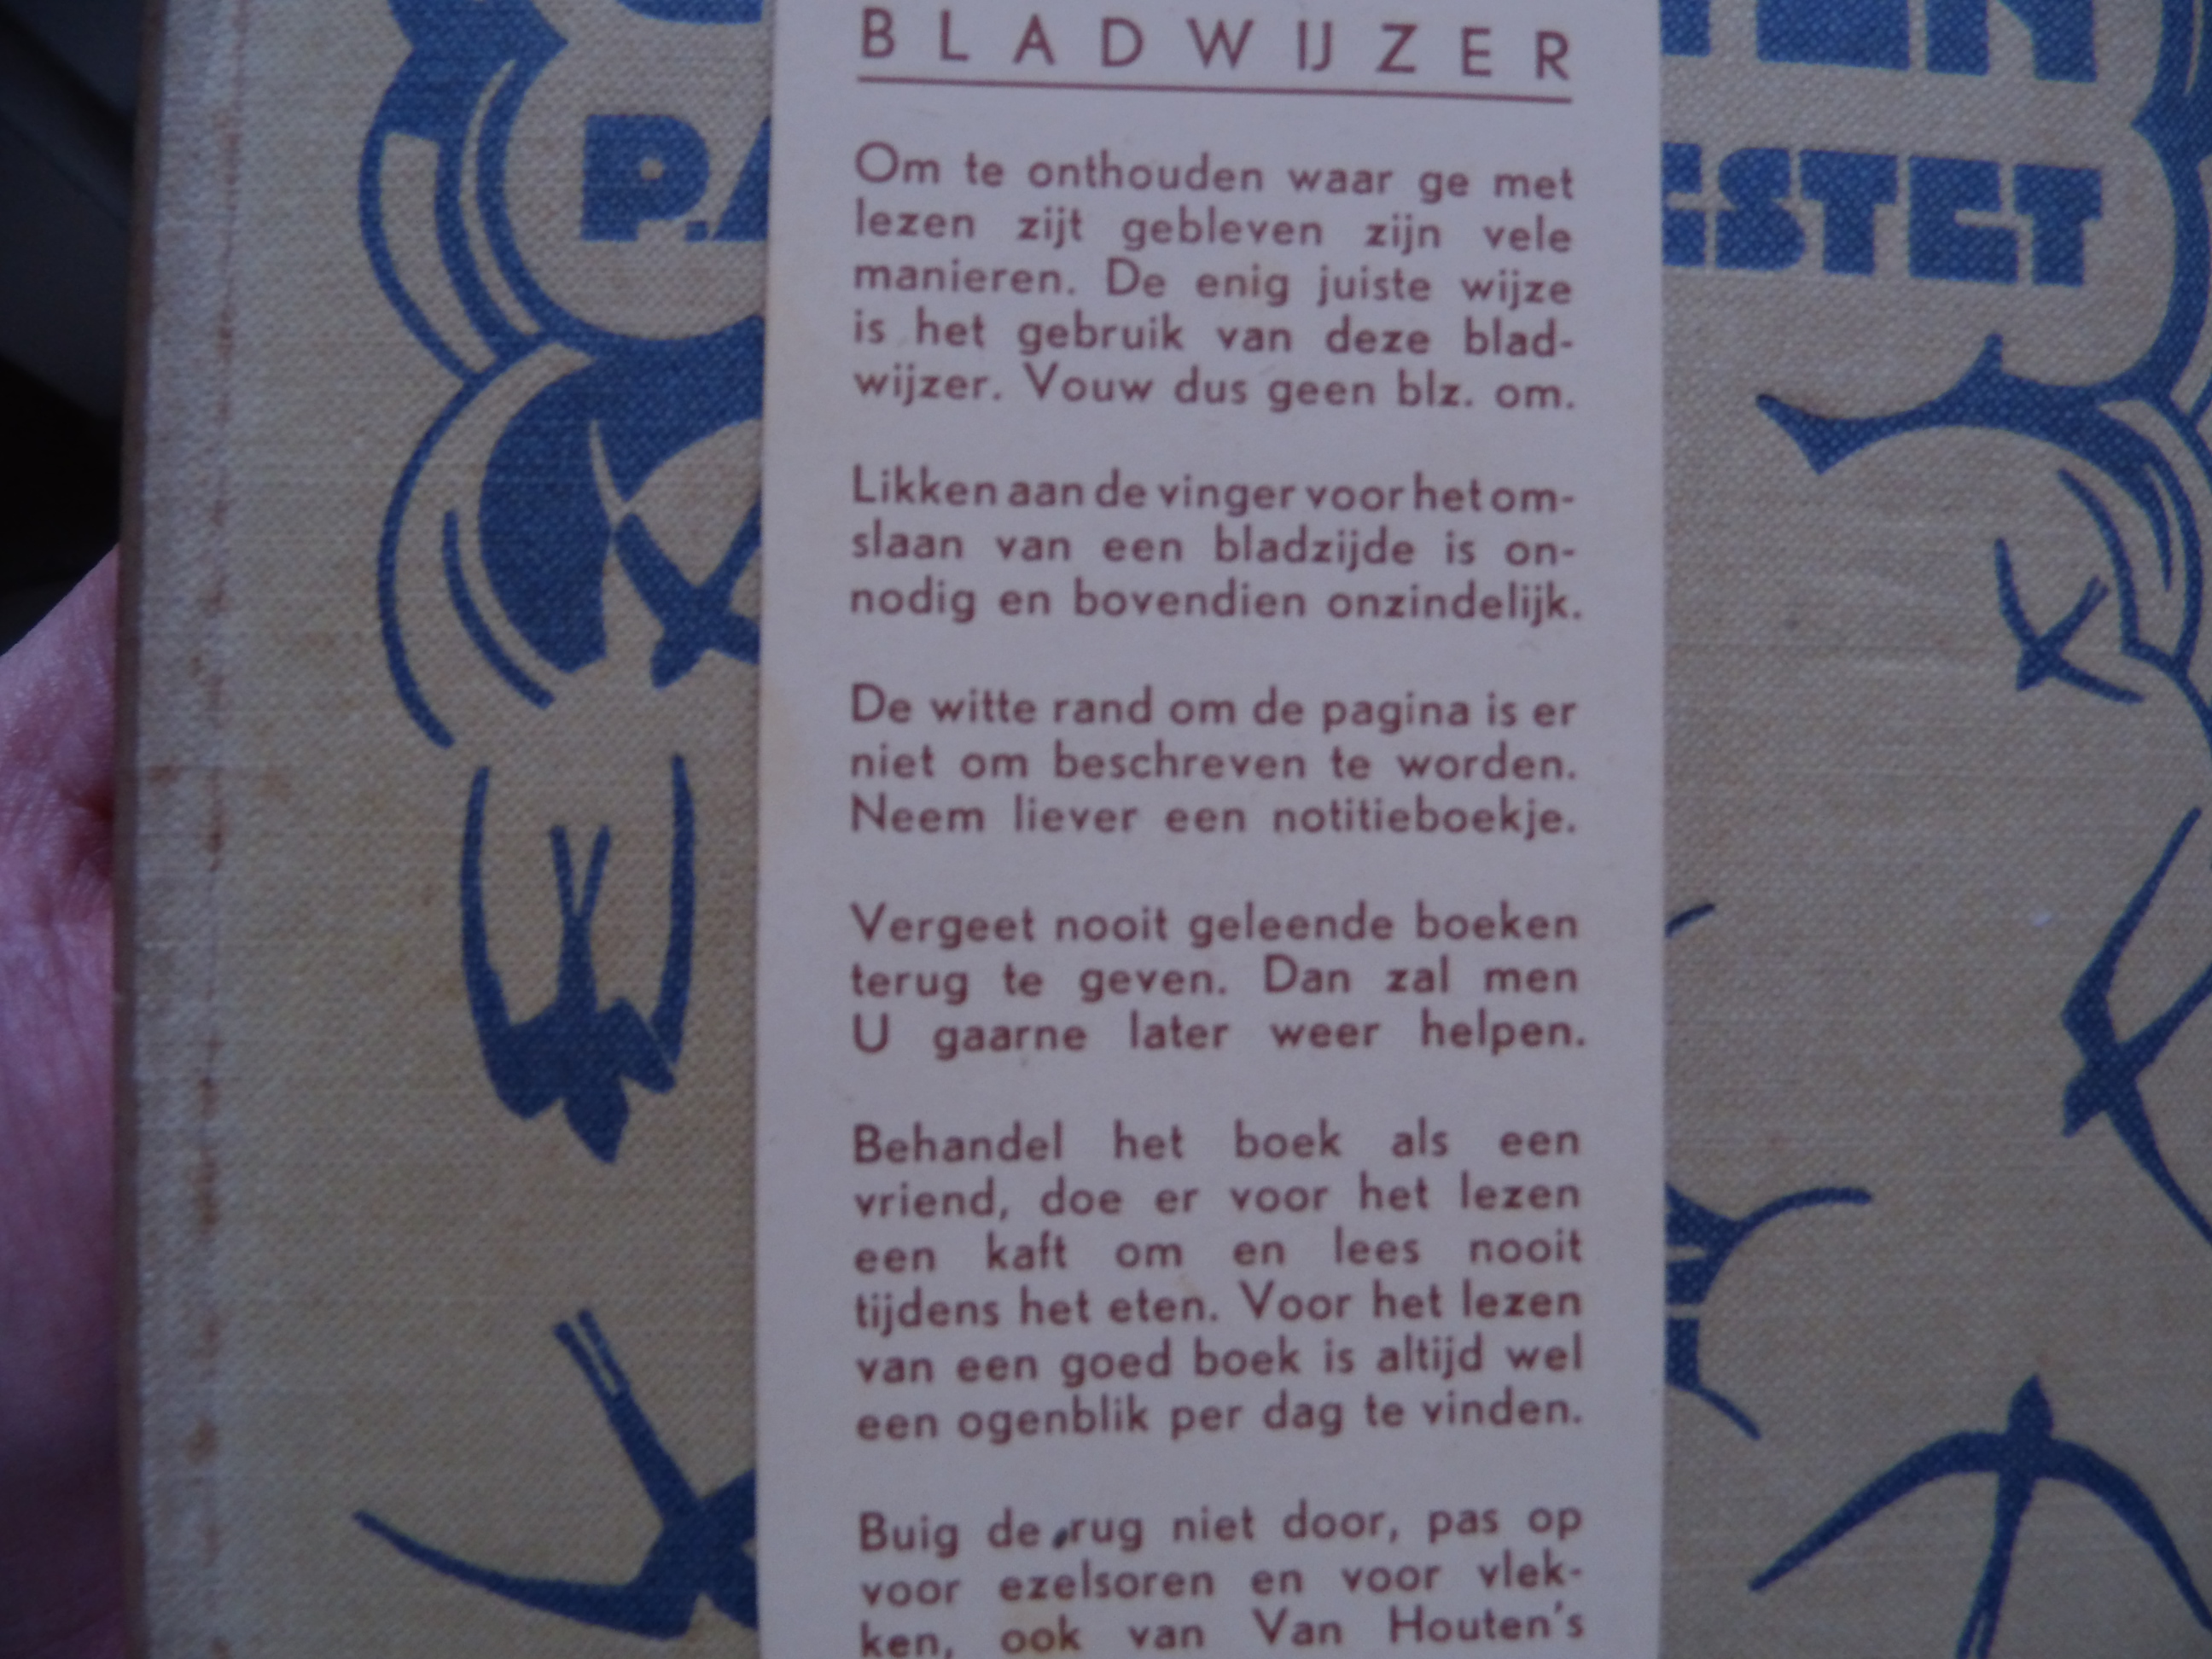 BLADWIJZER
Om te onthouden waar ge met
lezen zijt gebleven zijn vele
manieren. De enig juiste wijze
is het gebruik van deze blad-
wijzer. Vouw dus geen blz. om.
Likken aan de vinger voor het om-
slaan van een bladzijde is on-
nodig en bovendien onzindelijk.
De witte rand om de pagina is er
niet om beschreven te worden.
Neem liever een notitieboekje.
Vergeet nooit geleende boeken
terug te geven. Dan zal men
U gaarne later weer helpen.
Behandel het boek als een
vriend, doe er voor het lezen
een kaft om en lees nooit
tijdens het eten. Voor het lezen
van een goed boek is altijd wel
een ogenblik per dag te vinden.
Buig de rug niet door, pas op
voor ezelsoren en voor vlek-
ken, ook van Van Houten's
P.